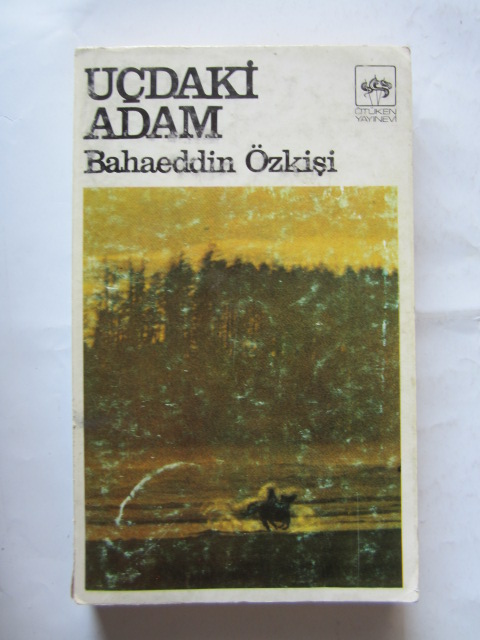 UÇDAKİ
ADAM
Bahaeddin Özkişi
ÖTÜKEN
YAYINEVİ